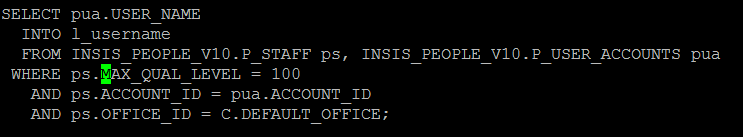 SELECT pua.USER_NAME
INTO l_username
FROM INSIS_PEOPLE_V10.P_STAFF ps, INSIS_PEOPLE_V10.P_USER_ACCOUNTS pua
WHERE ps.MAX_QUAL_LEVEL = 100
AND ps.ACCOUNT_ID = pua.ACCOUNT_ID
AND ps.OFFICE_ID = C.DEFAULT_OFFICE;